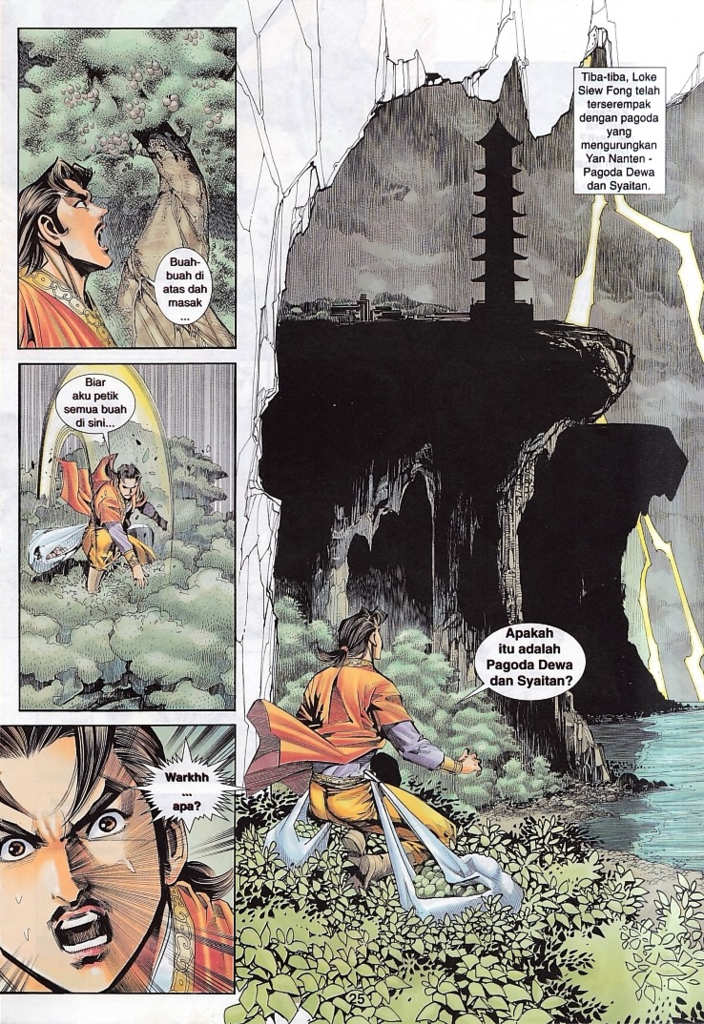 Buah-
buah di
atas dah
masak
...
Biar
aku petik
semua buah
di sini...
Warkhh
...
apa?
Tiba-tiba, Loke
Siew Fong telah
terserempak
dengan pagoda
yang
mengurungkan
Yan Nanten -
Pagoda Dewa
dan Syaitan.
Apakah
itu adalah
Pagoda Dewa
dan Syaitan?
25